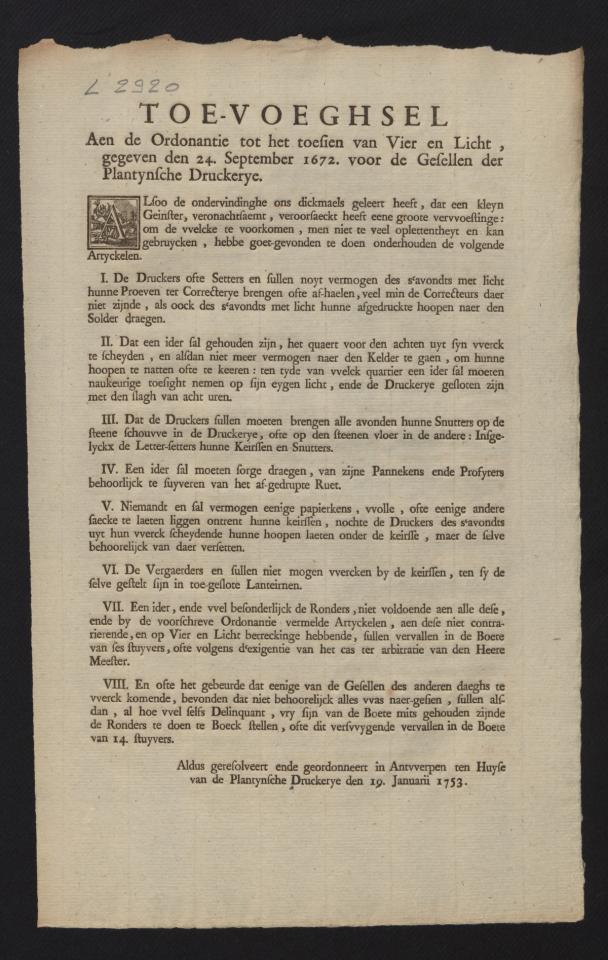 L 2920
TOE-VOEGHSEL
Aen de Ordonantie tot het toeſien van Vier en Licht ,
gegeven den 24. September 1672. voor de Geſellen der
Plantynſche Druckerye.
ALſoo de ondervindinghe ons dickmaels geleert heeft, dat een kleyn
Geinſter, veronachtſaemt, veroorſaeckt heeft eene groote vervvoeſtinge:
om de vvelcke te voorkomen , men niet te veel oplettentheyt en kan
gebruycken , hebbe goet-gevonden te doen onderhouden de volgende
Artyckelen.
I. De Druckers ofte Setters en ſullen noyt vermogen des s'avondts met licht
hunne Proeven ter Correcterye brengen ofte af-haelen, veel min de Correcteurs daer
niet zijnde , als oock des s'avondts met licht hunne afgedruckte hoopen naer den
Solder draegen.
II. Dat een ider ſal gehouden zijn , het quaert voor den achten uyt ſyn vverck
te ſcheyden , en alſdan niet meer vermogen naer den Kelder te gaen , om hunne
hoopen te natten ofte te keeren : ten tyde van vvelck quartier een ider ſal moeten
naukeurige toeſight nemen op ſijn eygen licht , ende de Druckerye geſloten zijn
met den ſlagh van acht uren.
III. Dat de Druckers ſullen moeten brengen alle avonden hunne Snutters op de
ſteene ſchouvve in de Druckerye, ofte op den ſteenen vloer in de andere : Inſge-
lyckx de Letter-ſetters hunne Keirſſen en Snutters.
IV. Een ider ſal moeten ſorge draegen , van zijne Pannekens ende Profyters
behoorlijck te ſuyveren van het af-gedrupte Ruet.
V. Niemandt en ſal vermogen eenige papierkens , vvolle , ofte eenige andere
ſaecke te laeten liggen ontrent hunne keirſſen , nochte de Druckers des s'avondts
uyt hun vverck ſcheydende hunne hoopen laeten onder de keirſſe , maer de ſelve
behoorelijck van daer verſetten.
VI. De Vergaerders en ſullen niet mogen vvercken by de keirſſen , ten ſy de
ſelve geſtelt ſijn in toe-geſlote Lanteirnen.
VII. Een ider, ende vvel beſonderlijck de Ronders , niet voldoende aen alle deſe ,
ende by de voorſchreve Ordonantie vermelde Artyckelen , aen deſe niet contra-
rierende, en op Vier en Licht betreckinge hebbende, ſullen vervallen in de Boete
van ſes ſtuyvers, ofte volgens d'exigentie van het cas ter arbitratie van den Heere
Meeſter.
VIII. En ofte het gebeurde dat eenige van de Geſellen des anderen daeghs te
vverck komende, bevonden dat niet behoorelijck alles vvas naer-geſien , ſullen alſ-
dan , al hoe vvel ſelfs Delinquant , vry ſijn van de Boete mits gehouden zijnde
de Ronders te doen te Boeck ſtellen , ofte dit verſvvygende vervallen in de Boete
van 14. ſtuyvers.
Aldus gereſolveert ende geordonneert in Antvverpen ten Huyſe
van de Plantynſche Druckerye den 19. Januarii 1753.